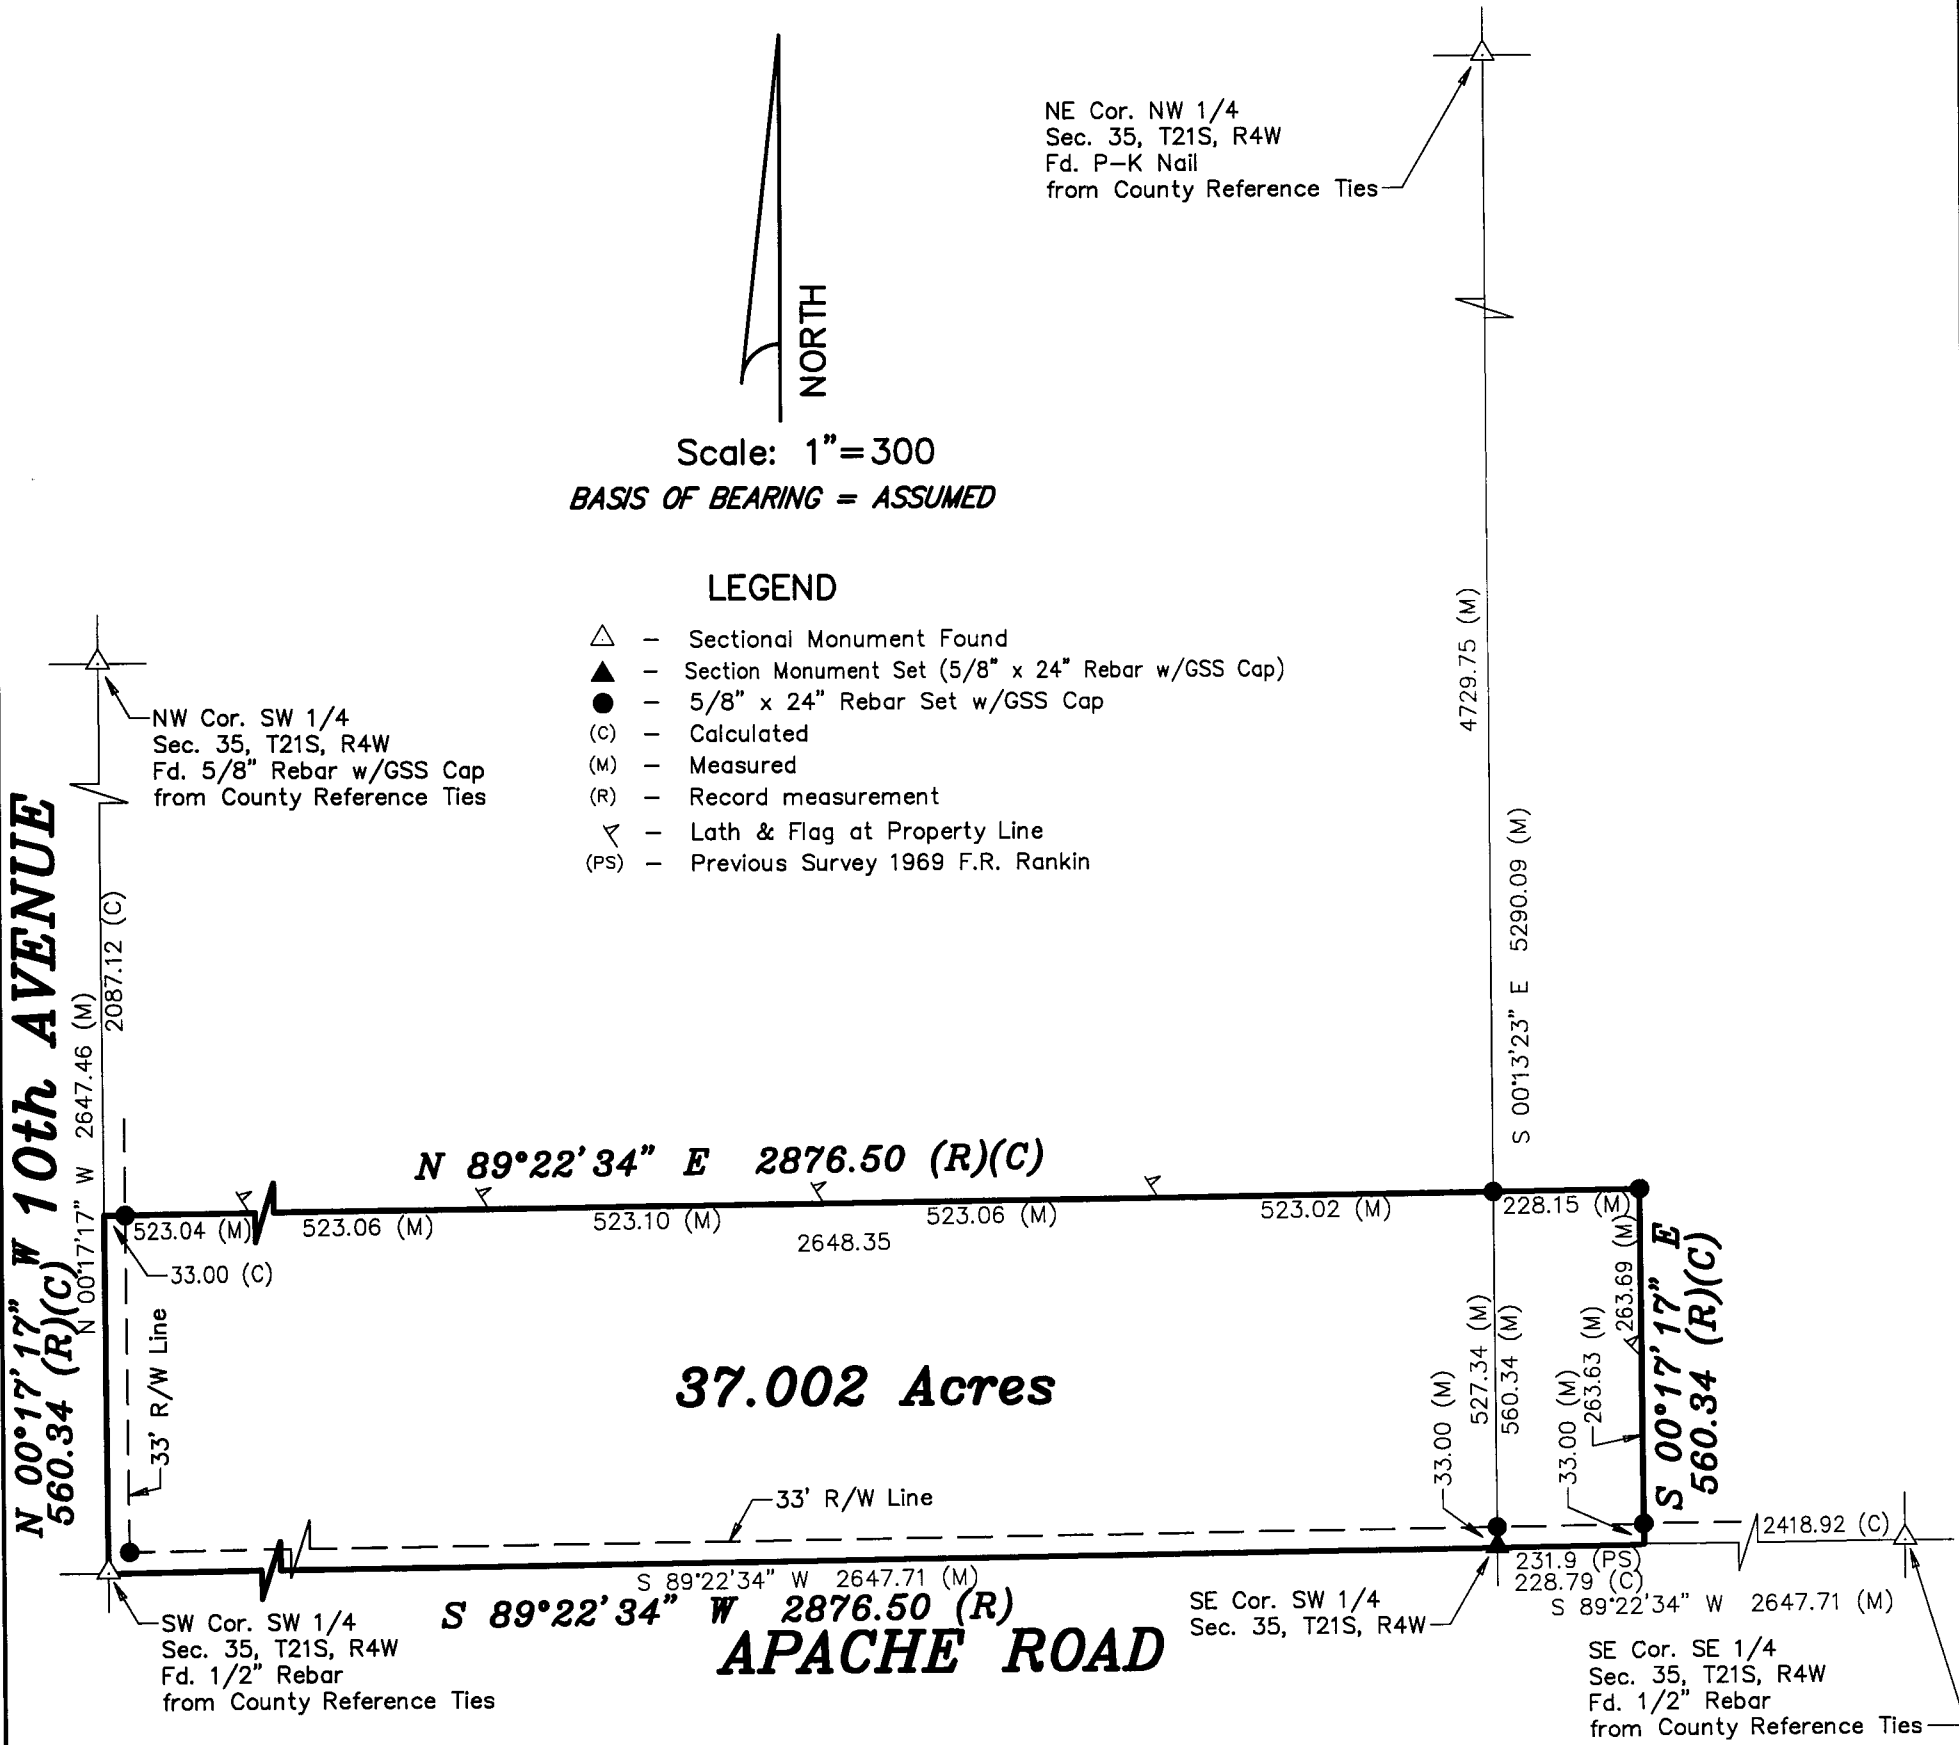 NE Cor. NW 1/4
Sec. 35, T21S, R4W
Fd. P-K Nail
from County Reference Ties
NORTH
Scale: 1"=300
BASIS OF BEARING = ASSUMED
LEGEND
△ - Sectional Monument Found
▲ - Section Monument Set (5/8" x 24" Rebar w/GSS Cap)
● - 5/8" x 24" Rebar Set w/GSS Cap
(C) - Calculated
(M) - Measured
(R) - Record measurement
- Lath & Flag at Property Line
(PS) - Previous Survey 1969 F.R. Rankin
NW Cor. SW 1/4
Sec. 35, T21S, R4W
Fd. 5/8" Rebar w/GSS Cap
from County Reference Ties
4729.75 (M)
S 00°13'23" E 5290.09 (M)
10th AVENUE
2087.12 (C)
N 00°17'17" W 2647.46 (M)
N 00°17'17" W
560.34 (R)(C)
N 89°22'34" E 2876.50 (R)(C)
523.04 (M)
523.06 (M)
523.10 (M)
523.06 (M)
523.02 (M)
228.15 (M)
2648.35
33.00 (C)
33' R/W Line
37.002 Acres
33' R/W Line
33.00 (M)
527.34 (M)
560.34 (M)
33.00 (M)
263.63 (M)
263.69 (M)
S 00°17'17" E
560.34 (R)(C)
2418.92 (C)
231.9 (PS)
228.79 (C)
S 89°22'34" W 2647.71 (M)
S 89°22'34" W 2647.71 (M)
S 89°22'34" W 2876.50 (R)
APACHE ROAD
SW Cor. SW 1/4
Sec. 35, T21S, R4W
Fd. 1/2" Rebar
from County Reference Ties
SE Cor. SW 1/4
Sec. 35, T21S, R4W
SE Cor. SE 1/4
Sec. 35, T21S, R4W
Fd. 1/2" Rebar
from County Reference Ties